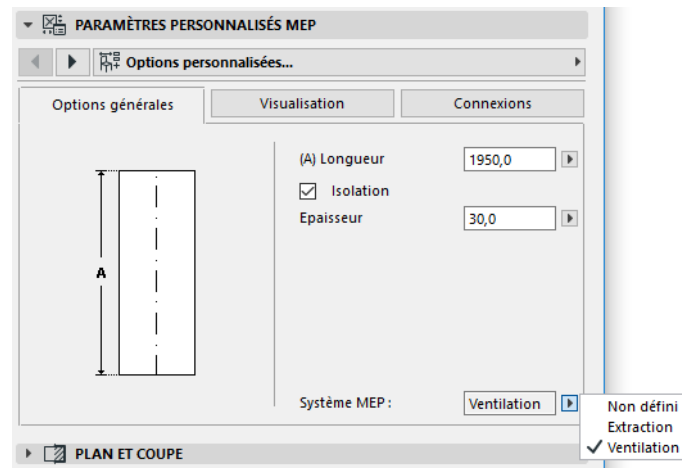 PARAMÈTRES PERSONNALISÉS MEP
Options personnalisées...
Options générales
Visualisation
Connexions
(A) Longueur
1950,0
Isolation
Epaisseur
30,0
A
Système MEP :
Ventilation
Non défini
Extraction
Ventilation
PLAN ET COUPE